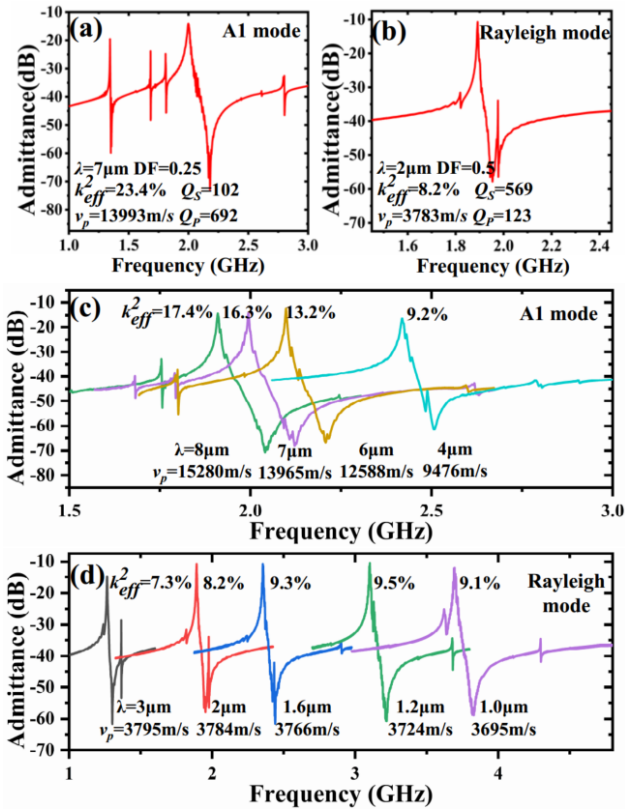 (a)
A1 mode
Admittance(dB)
-10
-20
-30
-40
-50
-60
-70
-80
λ=7μm DF=0.25
k²eff=23.4% QS=102
vp=13993m/s QP=692
1.0 1.5 2.0 2.5 3.0
Frequency (GHz)
(b)
Rayleigh mode
Admittance(dB)
-10
-20
-30
-40
-50
-60
-70
λ=2μm DF=0.5
k²eff=8.2% QS=569
vp=3783m/s QP=123
1.6 1.8 2.0 2.2 2.4
Frequency (GHz)
(c)
k²eff=17.4% 16.3% 13.2% 9.2%
A1 mode
Admittance (dB)
-10
-20
-30
-40
-50
-60
-70
-80
λ=8μm 7μm 6μm 4μm
vp=15280m/s 13965m/s 12588m/s 9476m/s
1.5 2.0 2.5 3.0
Frequency (GHz)
(d)
k²eff=7.3% 8.2% 9.3% 9.5% 9.1%
Rayleigh
mode
Admittance (dB)
-10
-20
-30
-40
-50
-60
-70
λ=3μm 2μm 1.6μm 1.2μm 1.0μm
vp=3795m/s 3784m/s 3766m/s 3724m/s 3695m/s
1 2 3 4
Frequency (GHz)